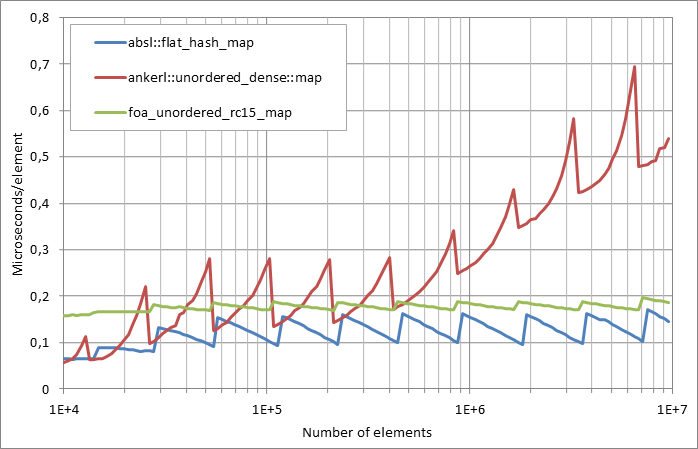 0,8
0,7
0,6
0,5
0,4
0,3
0,2
0,1
0
Microseconds/element
absl::flat_hash_map
ankerl::unordered_dense::map
foa_unordered_rc15_map
1E+4
1E+5
1E+6
1E+7
Number of elements